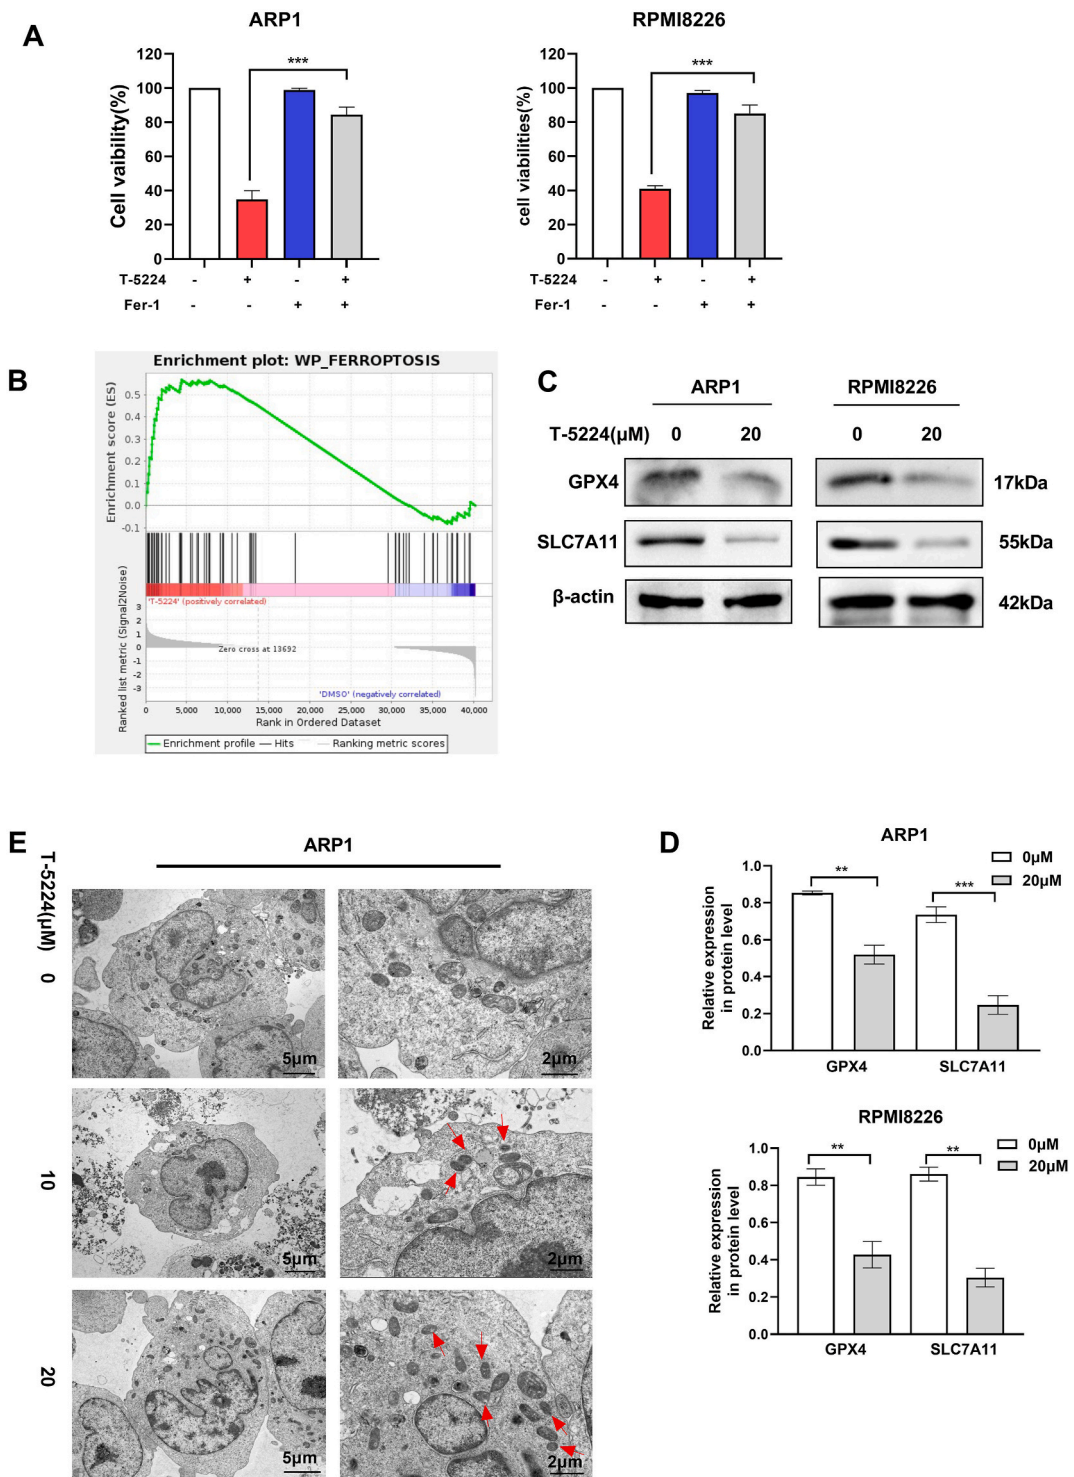 A
ARP1
Cell vaibility(%)
120
100
80
60
40
20
0
***
T-5224 - + - +
Fer-1 - - + +
RPMI8226
cell viabilities(%)
120
100
80
60
40
20
0
***
T-5224 - + - +
Fer-1 - - + +
B
Enrichment plot: WP_FERROPTOSIS
Enrichment score (ES)
0.5
0.4
0.3
0.2
0.1
0.0
-0.1
'T-5224' (positively correlated)
Ranked list metric (Signal2Noise)
3
2
1
0
-1
-2
-3
Zero cross at 13692
'DMSO' (negatively correlated)
0 5,000 10,000 15,000 20,000 25,000 30,000 35,000 40,000
Rank in Ordered Dataset
Enrichment profile Hits Ranking metric scores
C
ARP1 RPMI8226
T-5224(μM) 0 20 0 20
GPX4 17kDa
SLC7A11 55kDa
β-actin 42kDa
E
ARP1
T-5224(μM)
0
5μm 2μm
10
5μm 2μm
20
5μm 2μm
D
ARP1
Relative expression
in protein level
1.0
0.8
0.6
0.4
0.2
0.0
** ***
0μM
20μM
GPX4 SLC7A11
RPMI8226
Relative expression
in protein level
1.0
0.8
0.6
0.4
0.2
0.0
** **
0μM
20μM
GPX4 SLC7A11